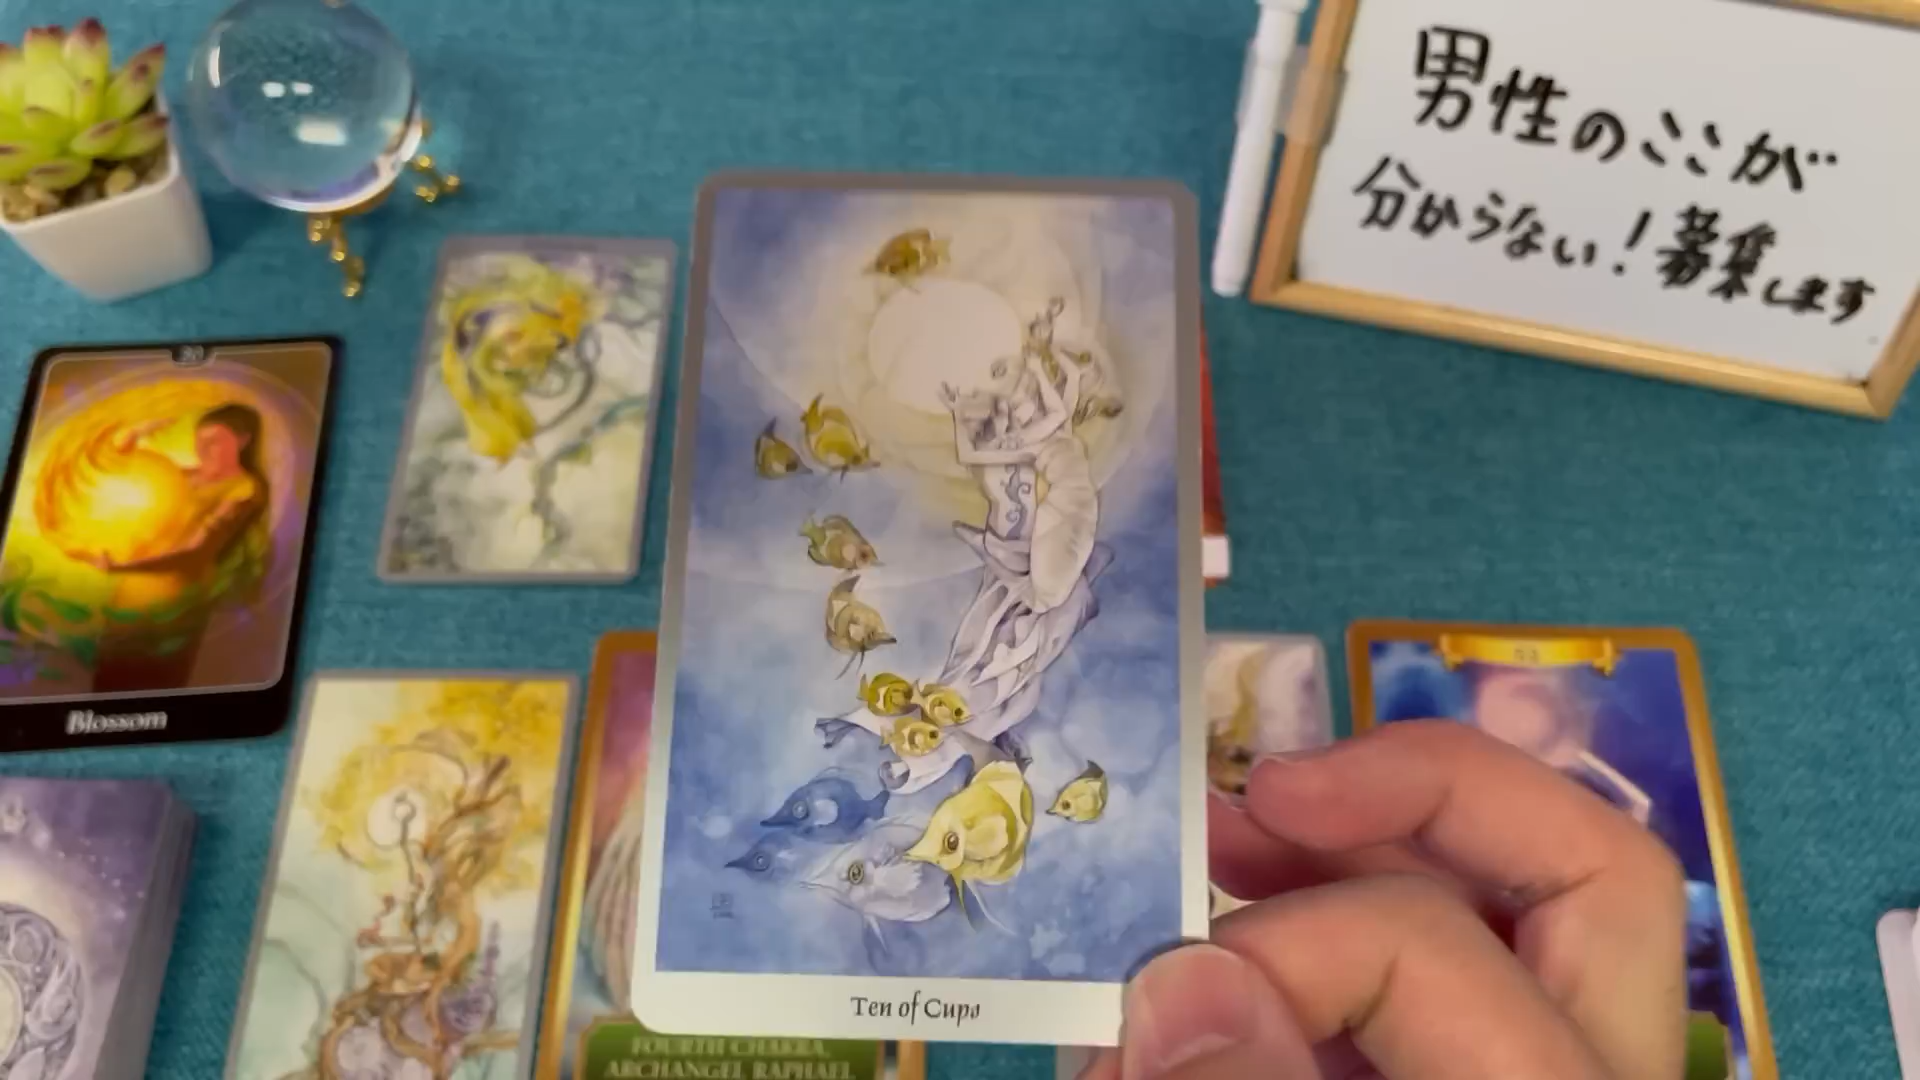 男性のここが
分からない!募集します
Blossom
Ten of Cups
FOURTH CHAKRA,
ARCHANGEL RAPHAEL